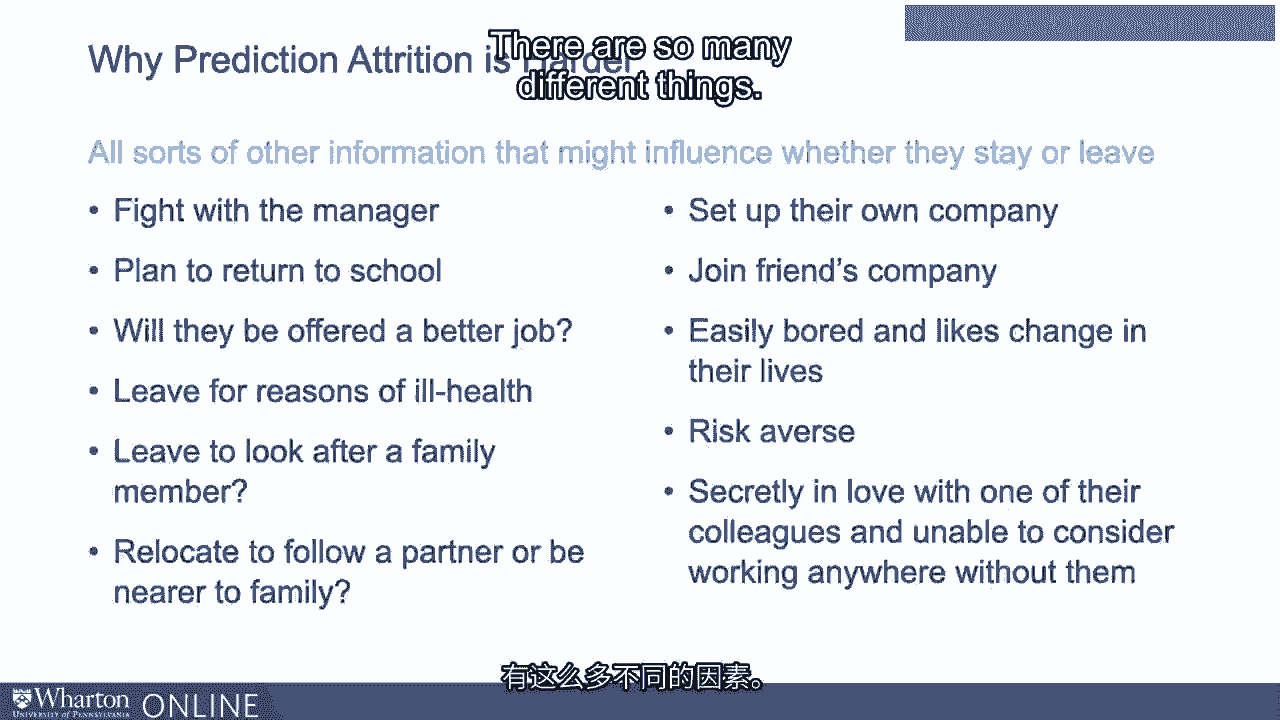 Why Prediction Attrition is Harder
There are so many
different things.
All sorts of other information that might influence whether they stay or leave
• Fight with the manager
• Plan to return to school
• Will they be offered a better job?
• Leave for reasons of ill-health
• Leave to look after a family
member?
• Relocate to follow a partner or be
nearer to family?
• Set up their own company
• Join friend's company
• Easily bored and likes change in
their lives
• Risk averse
• Secretly in love with one of their
colleagues and unable to consider
working anywhere without them
有这么多不同的因素。
Wharton ONLINE
UNIVERSITY of PENNSYLVANIA